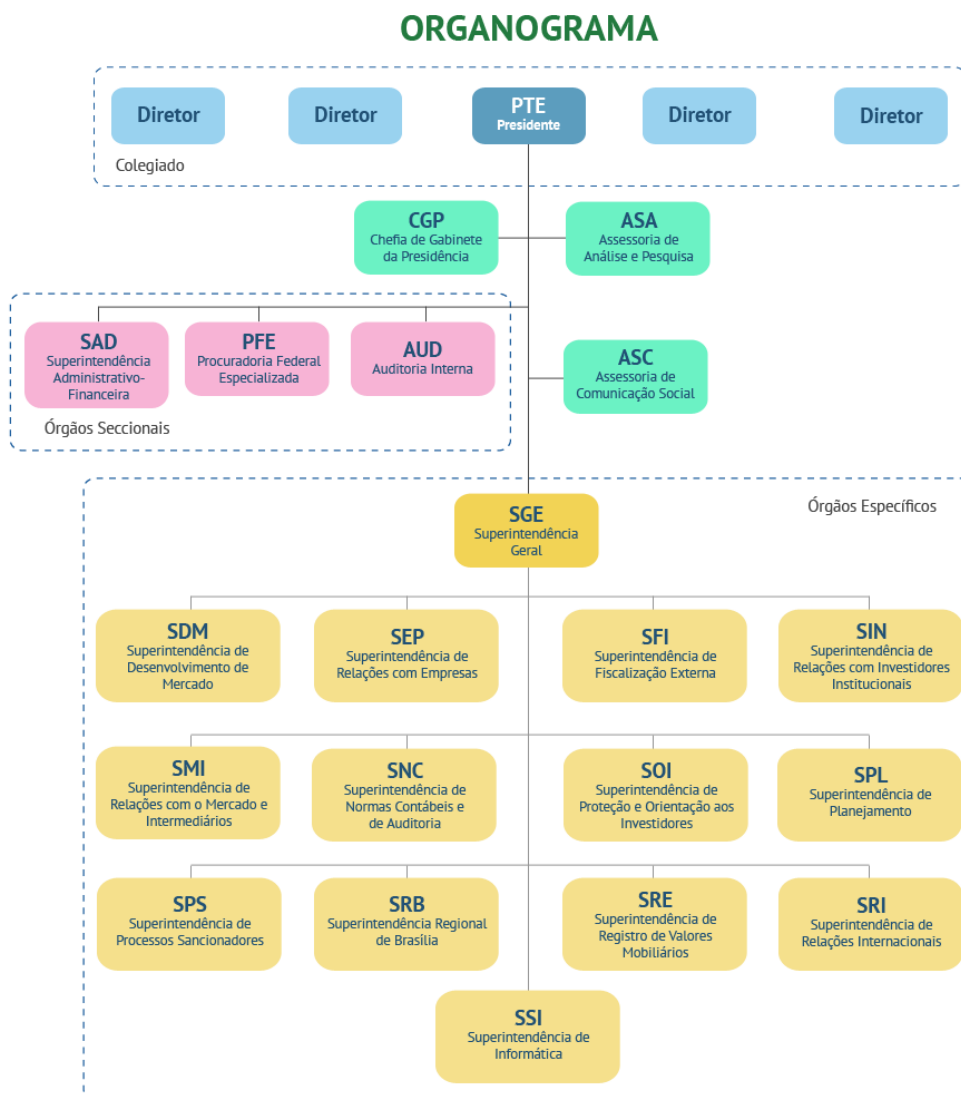 ORGANOGRAMA
Diretor
Diretor
PTE
Presidente
Diretor
Diretor
Colegiado
CGP
Chefia de Gabinete
da Presidência
ASA
Assessoria de
Análise e Pesquisa
SAD
Superintendência
Administrativo-
Financeira
PFE
Procuradoria Federal
Especializada
AUD
Auditoria Interna
ASC
Assessoria de
Comunicação Social
Órgãos Seccionais
Órgãos Específicos
SGE
Superintendência
Geral
SDM
Superintendência de
Desenvolvimento de
Mercado
SEP
Superintendência de
Relações com Empresas
SFI
Superintendência de
Fiscalização Externa
SIN
Superintendência de
Relações com Investidores
Institucionais
SMI
Superintendência de
Relações com o Mercado e
Intermediários
SNC
Superintendência de
Normas Contábeis e
de Auditoria
SOI
Superintendência de
Proteção e Orientação aos
Investidores
SPL
Superintendência de
Planejamento
SPS
Superintendência de
Processos Sancionadores
SRB
Superintendência Regional
de Brasília
SRE
Superintendência de
Registro de Valores
Mobiliários
SRI
Superintendência de
Relações Internacionais
SSI
Superintendência de
Informática